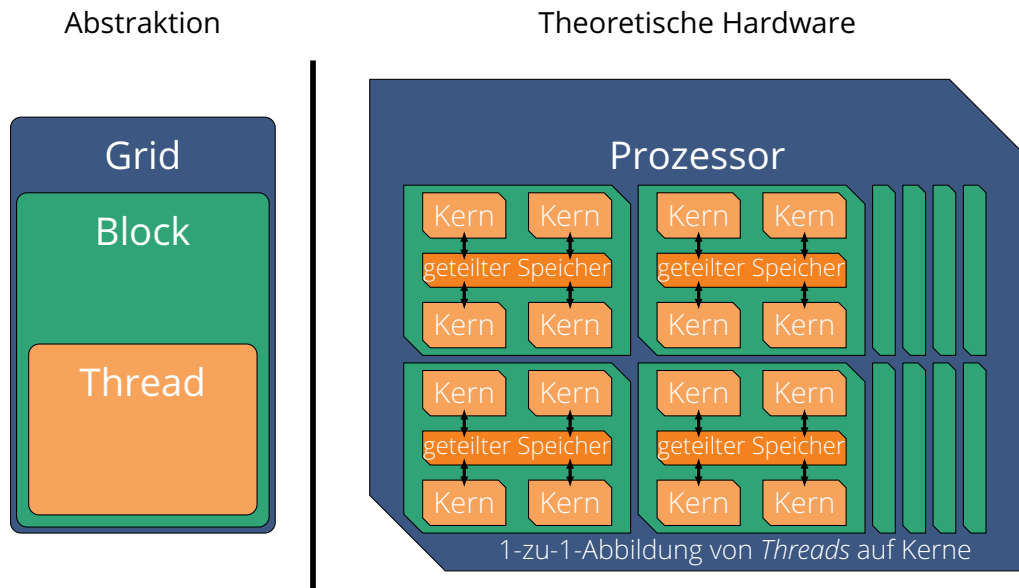 Abstraktion
Theoretische Hardware
Grid
Block
Thread
Prozessor
Kern Kern Kern Kern
geteilter Speicher geteilter Speicher
Kern Kern Kern Kern
Kern Kern Kern Kern
geteilter Speicher geteilter Speicher
Kern Kern Kern Kern
1-zu-1-Abbildung von Threads auf Kerne